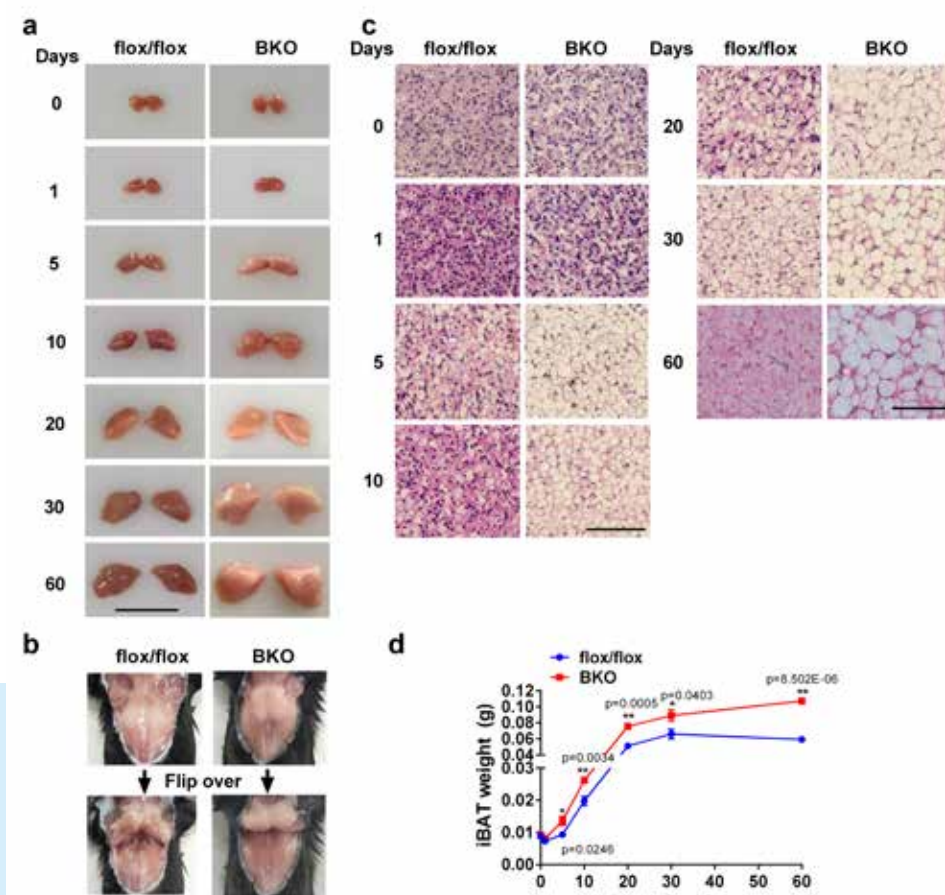 a
Days
flox/flox BKO
0
1
5
10
20
30
60
b
flox/flox BKO
Flip over
c
Days flox/flox BKO
0
1
5
10
Days flox/flox BKO
20
30
60
d
flox/flox
BKO
iBAT weight (g)
0.12
0.10
0.08
0.06
0.04
0.03
0.02
0.01
0.00
0 10 20 30 40 50 60
*
p=0.0246
p=0.0034
**
p=0.0005
**
p=0.0403
*
p=8.502E-06
**